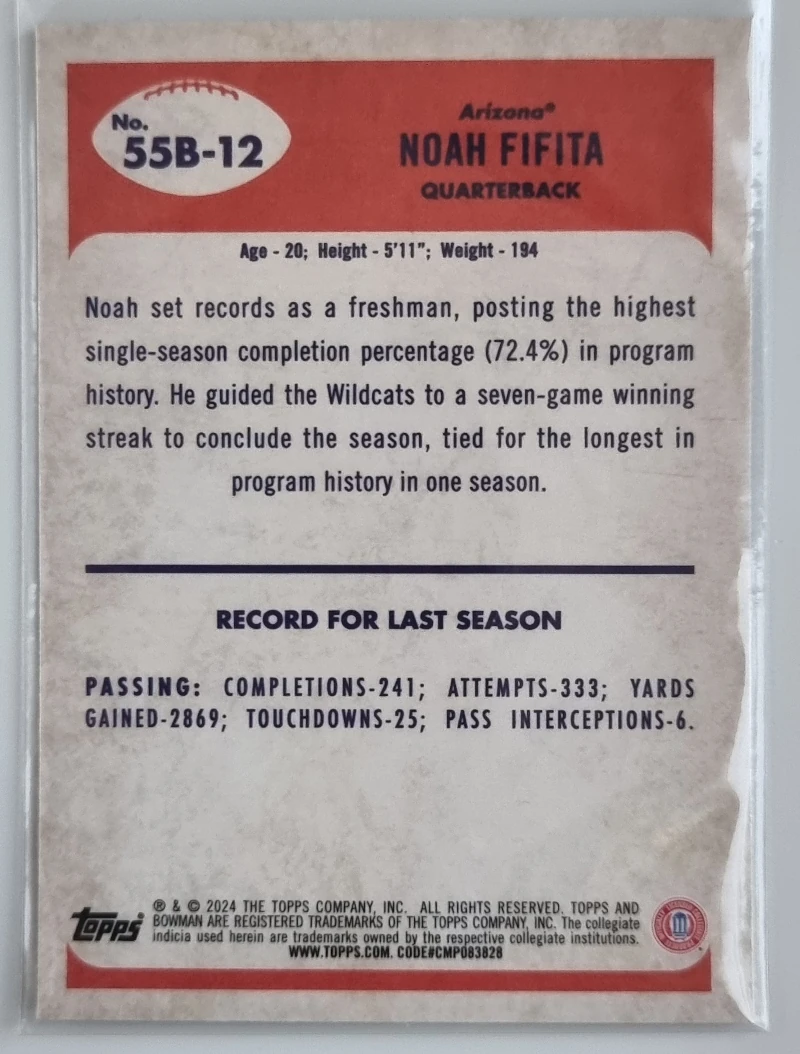 No.
55B-12
Arizona®
NOAH FIFITA
QUARTERBACK
Age - 20; Height - 5'11"; Weight - 194
Noah set records as a freshman, posting the highest
single-season completion percentage (72.4%) in program
history. He guided the Wildcats to a seven-game winning
streak to conclude the season, tied for the longest in
program history in one season.
RECORD FOR LAST SEASON
PASSING: COMPLETIONS-241; ATTEMPTS-333; YARDS
GAINED-2869; TOUCHDOWNS-25; PASS INTERCEPTIONS-6.
topps
® & © 2024 THE TOPPS COMPANY, INC. ALL RIGHTS RESERVED. TOPPS AND
BOWMAN ARE REGISTERED TRADEMARKS OF THE TOPPS COMPANY, INC. The collegiate
indicia used herein are trademarks owned by the respective collegiate institutions.
WWW.TOPPS.COM. CODE#CMP083828